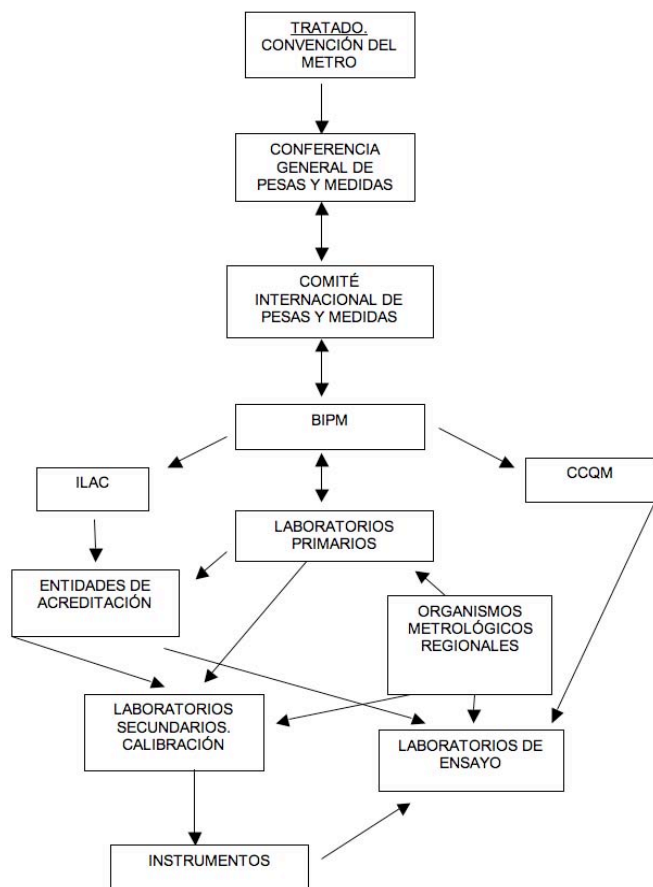 TRATADO.
CONVENCIÓN DEL
METRO
CONFERENCIA
GENERAL DE
PESAS Y MEDIDAS
COMITÉ
INTERNACIONAL DE
PESAS Y MEDIDAS
BIPM
ILAC
CCQM
LABORATORIOS
PRIMARIOS
ENTIDADES DE
ACREDITACIÓN
ORGANISMOS
METROLÓGICOS
REGIONALES
LABORATORIOS
SECUNDARIOS.
CALIBRACIÓN
LABORATORIOS DE
ENSAYO
INSTRUMENTOS